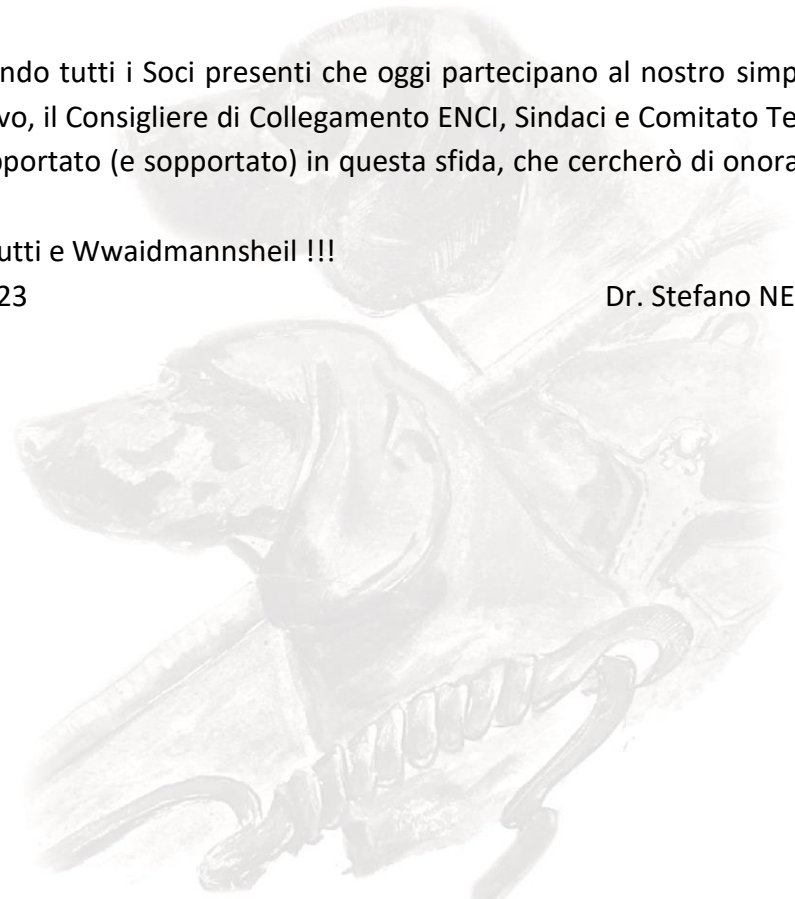 ndo tutti i Soci presenti che oggi partecipano al nostro simp
vo, il Consigliere di Collegamento ENCI, Sindaci e Comitato Te
portato (e sopportato) in questa sfida, che cercherò di onora
utti e Wwaidmannsheil !!!
23 Dr. Stefano NE